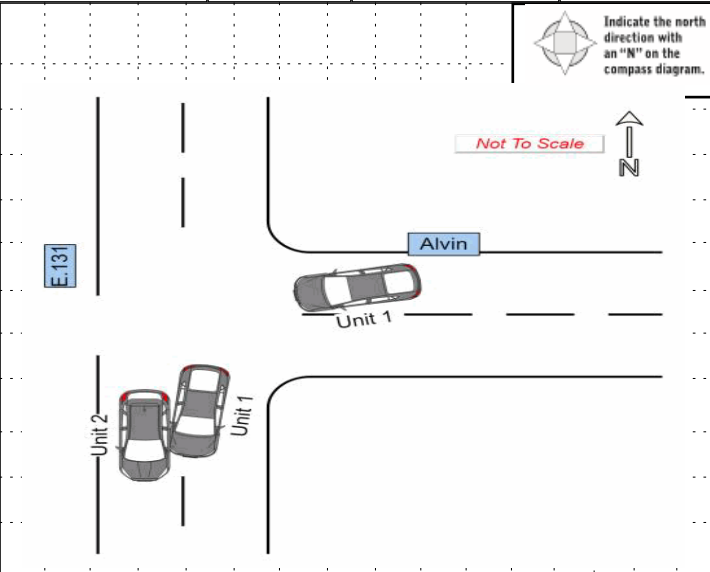 Indicate the north
direction with
an “N” on the
compass diagram.
Not To Scale
N
Alvin
E.131
Unit 1
Unit 2
Unit 1